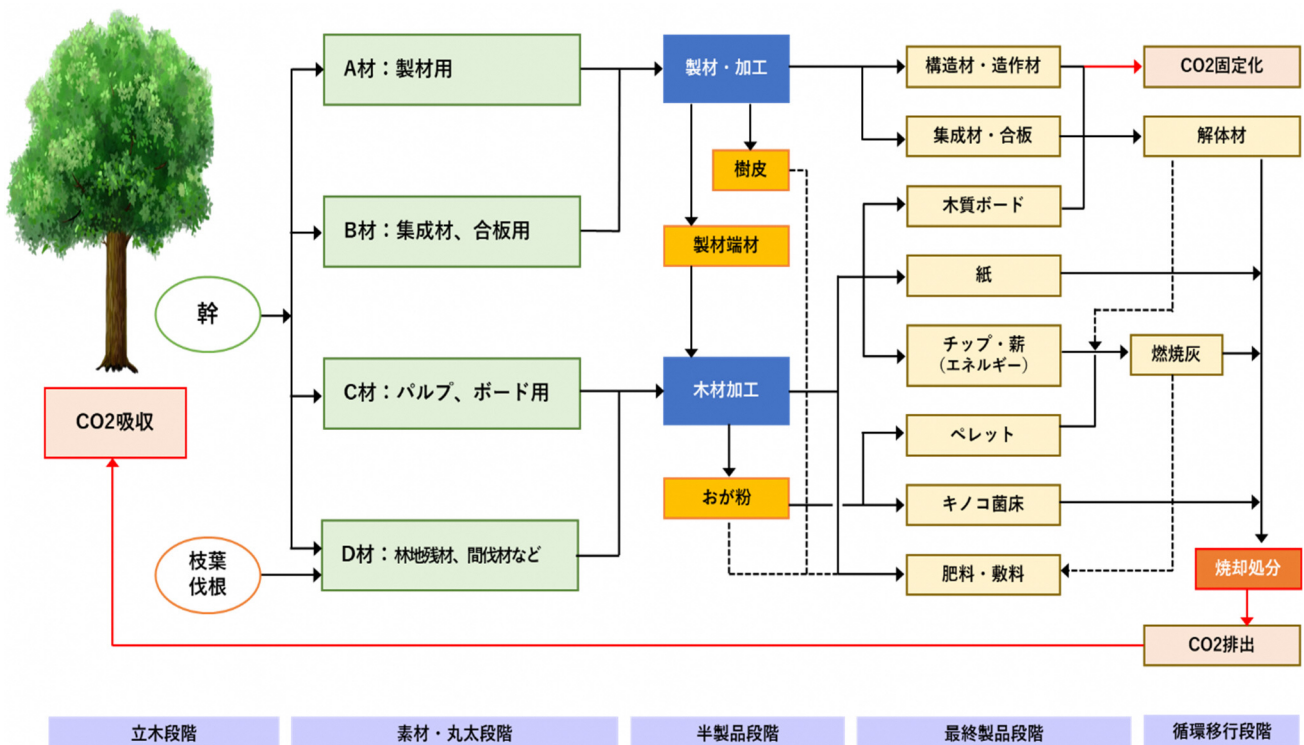 幹
枝葉
伐根
CO2吸収
A材：製材用
B材：集成材、合板用
C材：パルプ、ボード用
D材：林地残材、間伐材など
製材・加工
樹皮
製材端材
木材加工
おが粉
構造材・造作材
集成材・合板
木質ボード
紙
チップ・薪
（エネルギー）
ペレット
キノコ菌床
肥料・敷料
CO2固定化
解体材
燃焼灰
焼却処分
CO2排出
立木段階
素材・丸太段階
半製品段階
最終製品段階
循環移行段階